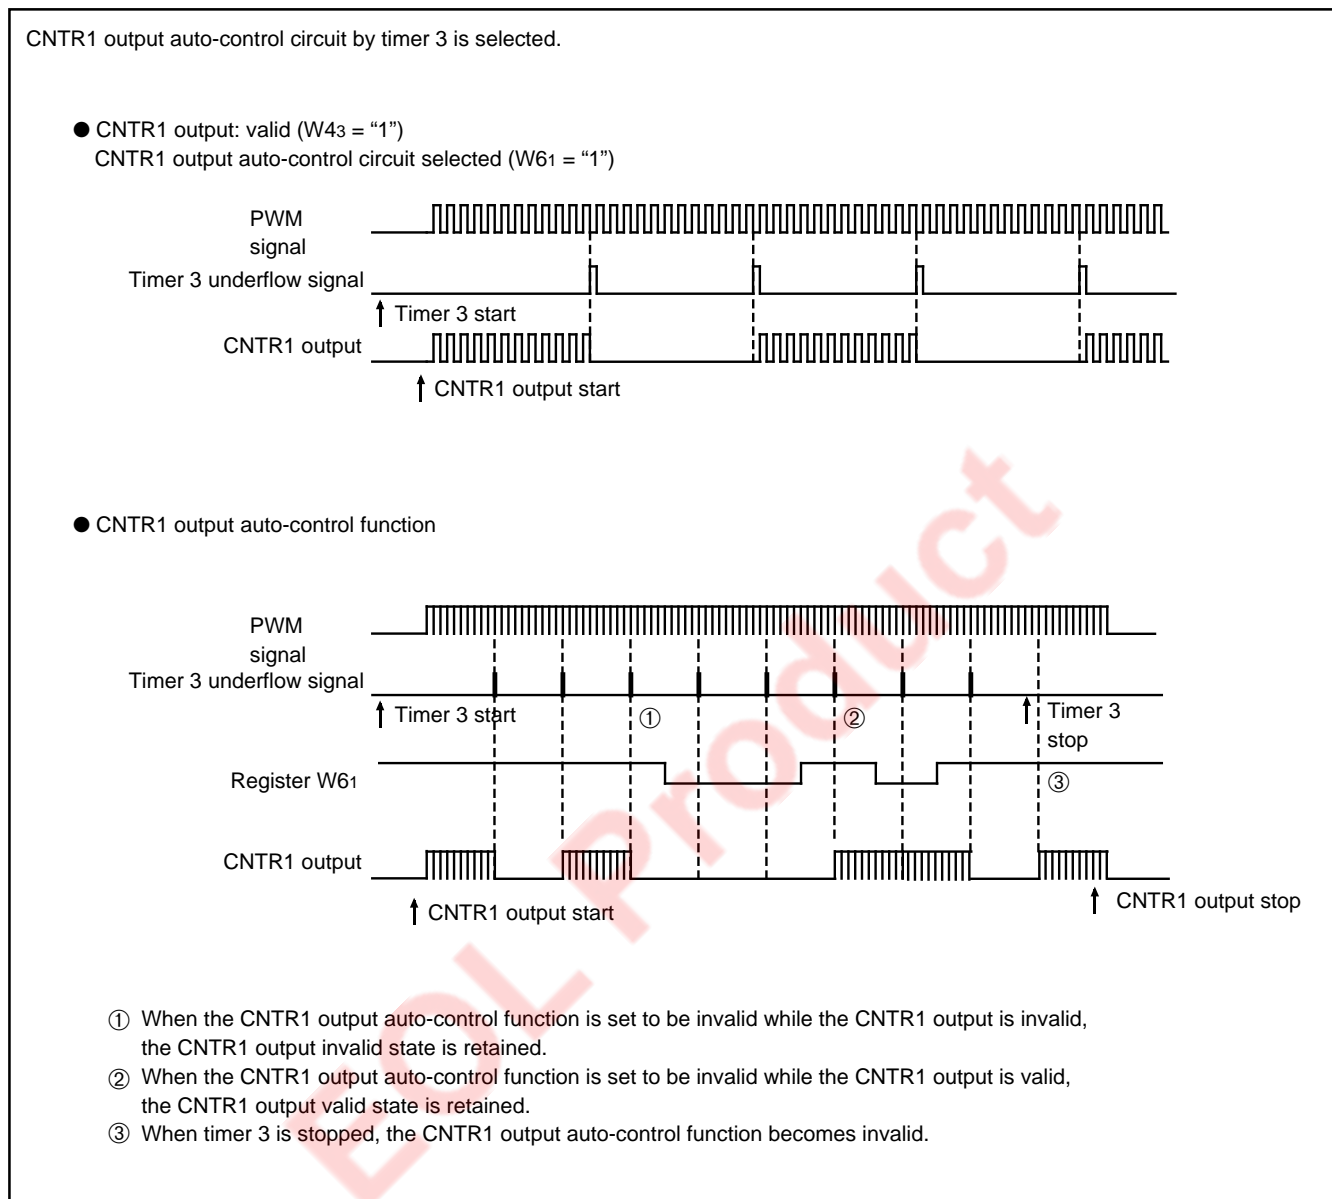 CNTR1 output auto-control circuit by timer 3 is selected.
● CNTR1 output: valid (W43 = “1”)
CNTR1 output auto-control circuit selected (W61 = “1”)
PWM
signal
Timer 3 underflow signal
Timer 3 start
CNTR1 output
CNTR1 output start
● CNTR1 output auto-control function
PWM
signal
Timer 3 underflow signal
Timer 3 start
①
②
Timer 3
stop
Register W61
③
CNTR1 output
CNTR1 output start
CNTR1 output stop
① When the CNTR1 output auto-control function is set to be invalid while the CNTR1 output is invalid,
the CNTR1 output invalid state is retained.
② When the CNTR1 output auto-control function is set to be invalid while the CNTR1 output is valid,
the CNTR1 output valid state is retained.
③ When timer 3 is stopped, the CNTR1 output auto-control function becomes invalid.
EOL Product